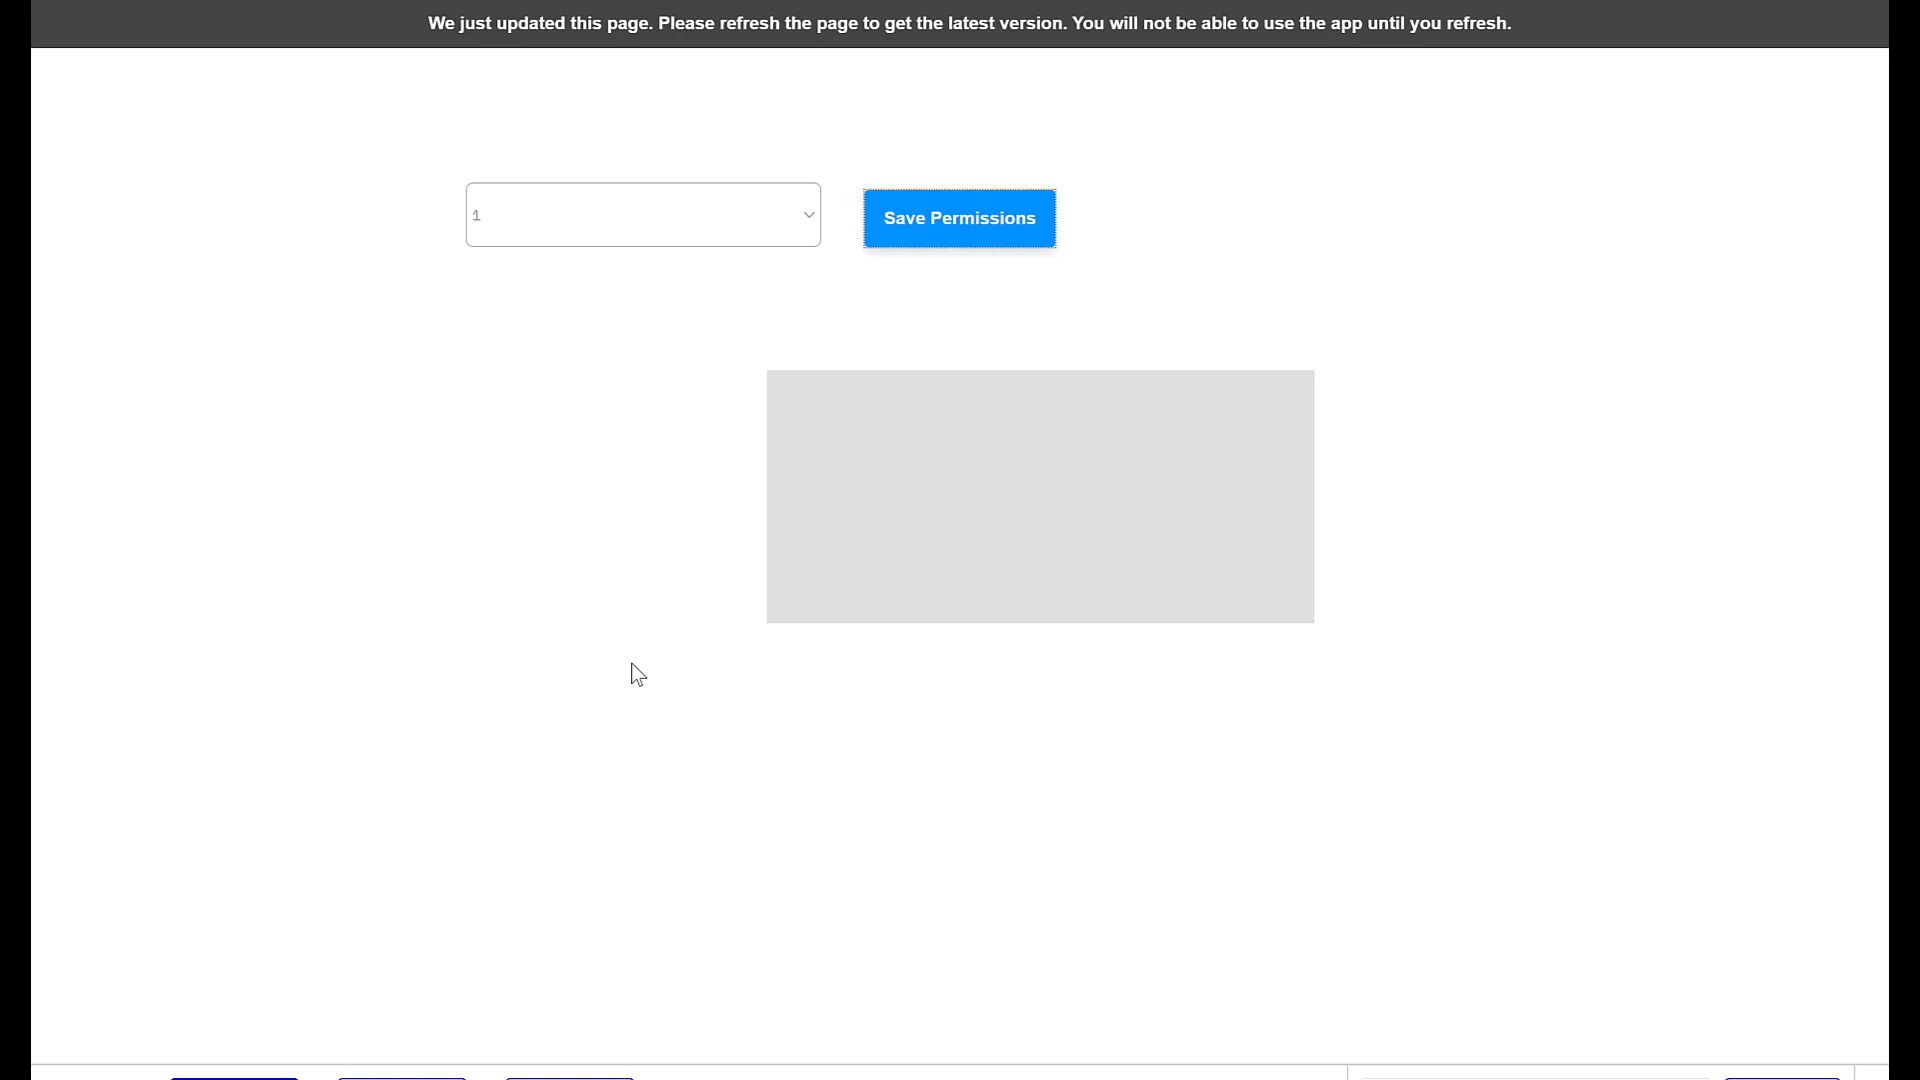 We just updated this page. Please refresh the page to get the latest version. You will not be able to use the app until you refresh.
1
Save Permissions